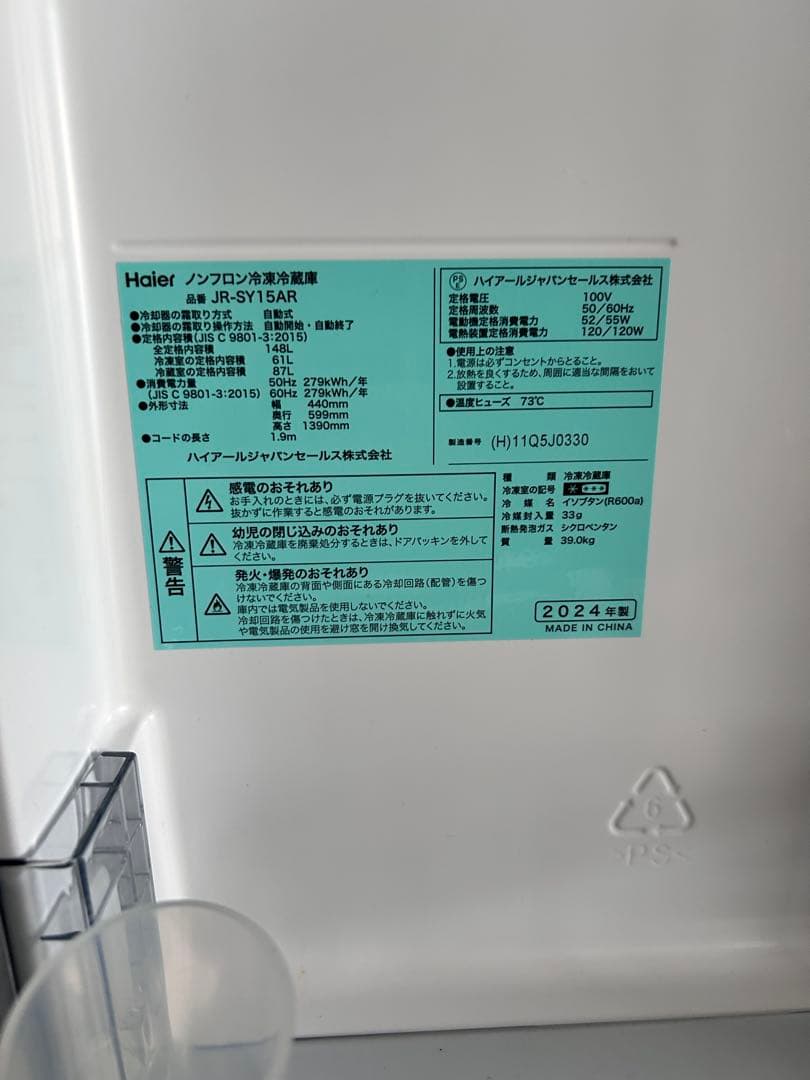 Haier ノンフロン冷凍冷蔵庫
品番 JR-SY15AR
●冷却器の霜取り方式 自動式
●冷却器の霜取り操作方法 自動開始・自動終了
●定格内容積(JIS C 9801-3:2015)
全定格内容積 148L
冷凍室の定格内容積 61L
冷蔵室の定格内容積 87L
●消費電力量 50Hz 279kWh/年
(JIS C 9801-3:2015) 60Hz 279kWh/年
●外形寸法 幅 440mm
奥行 599mm
高さ 1390mm
●コードの長さ 1.9m
ハイアールジャパンセールス株式会社
PS
E
ハイアールジャパンセールス株式会社
定格電圧 100V
定格周波数 50/60Hz
電動機定格消費電力 52/55W
電熱装置定格消費電力 120/120W
●使用上の注意
1.電源は必ずコンセントからとること。
2.放熱を良くするため、周囲に適当な間隔をおいて
設置すること。
●温度ヒューズ 73℃
製造番号 (H)11Q5J0330
警告
感電のおそれあり
お手入れのときには、必ず電源プラグを抜いてください。
抜かずに作業すると感電のおそれがあります。
幼児の閉じ込みのおそれあり
冷凍冷蔵庫を廃棄処分するときは、ドアパッキンを外して
ください。
発火・爆発のおそれあり
冷凍冷蔵庫の背面や側面にある冷却回路(配管)を傷つ
けないでください。
庫内では電気製品を使用しないでください。
冷却回路を傷つけたときは、冷凍冷蔵庫に触れずに火気
や電気製品の使用を避け窓を開け換気してください。
種類 冷凍冷蔵庫
冷凍室の記号
冷媒名 イソブタン(R600a)
冷媒封入量 33g
断熱発泡ガス シクロペンタン
質量 39.0kg
2024年製
MADE IN CHINA
6
>PS<